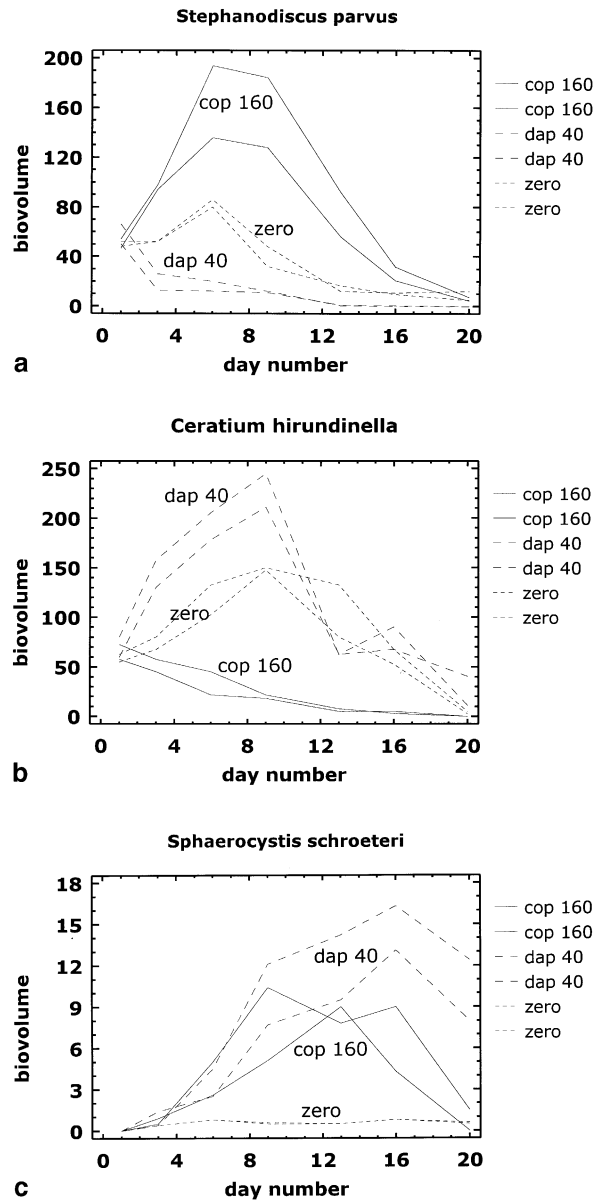 Stephanodiscus parvus
200
160
120
80
40
0
biovolume
cop 160
zero
dap 40
cop 160
cop 160
dap 40
dap 40
zero
zero
0 4 8 12 16 20
day number
a
Ceratium hirundinella
250
200
150
100
50
0
biovolume
dap 40
zero
cop 160
cop 160
cop 160
dap 40
dap 40
zero
zero
0 4 8 12 16 20
day number
b
Sphaerocystis schroeteri
18
15
12
9
6
3
0
biovolume
dap 40
cop 160
zero
cop 160
cop 160
dap 40
dap 40
zero
zero
0 4 8 12 16 20
day number
c